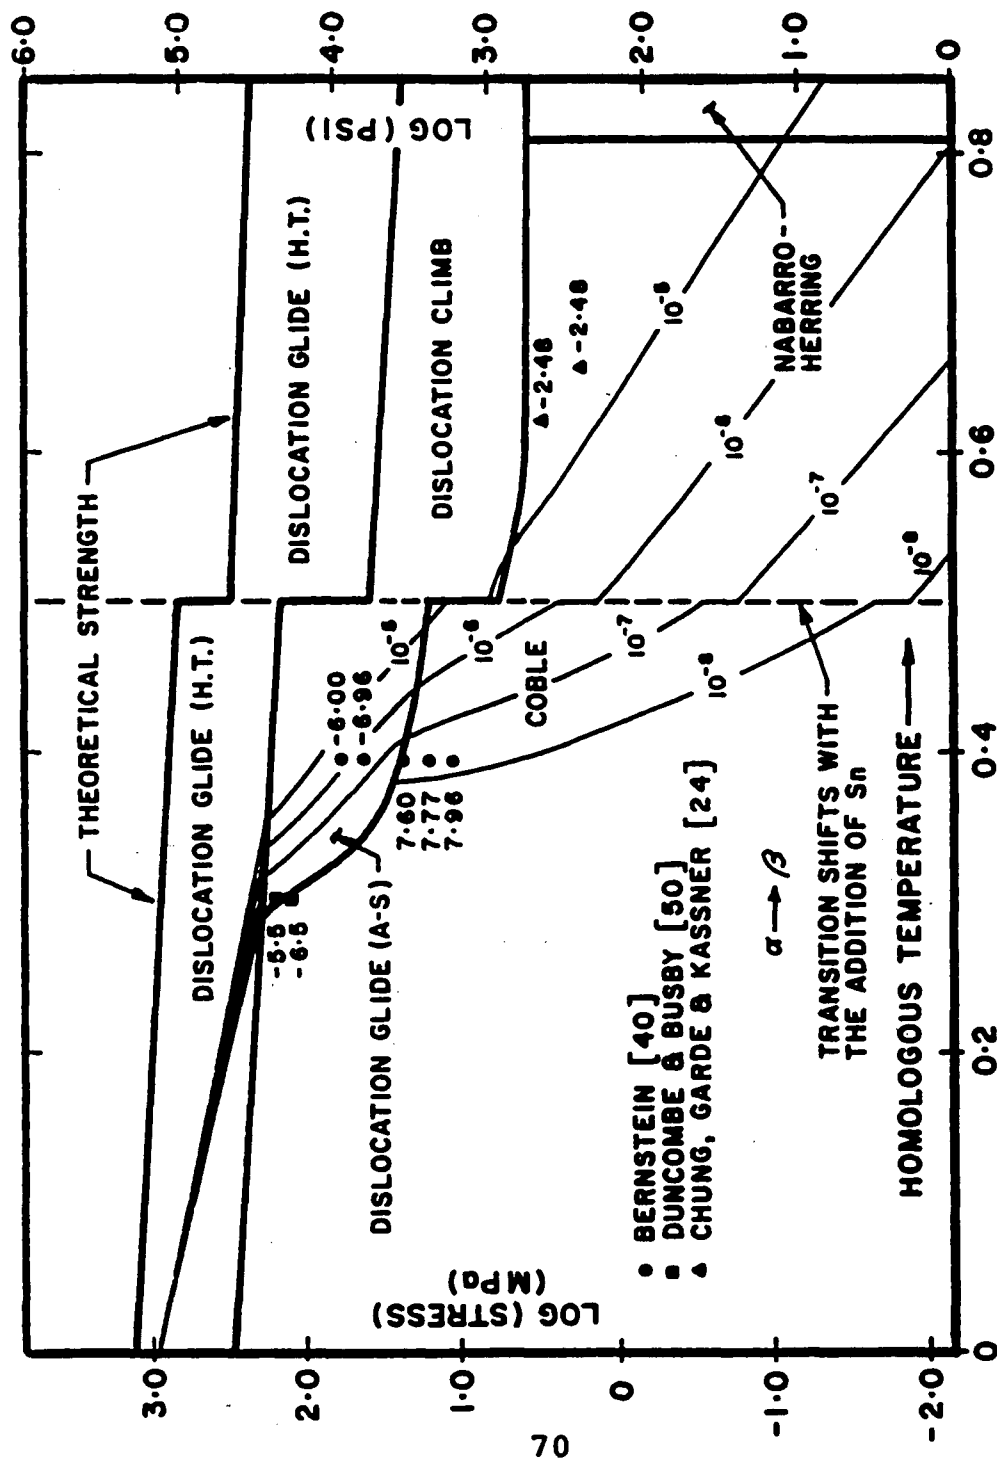 6.0
5.0
4.0
3.0
2.0
1.0
0
LOG (PSI)
THEORETICAL STRENGTH
DISLOCATION GLIDE (H.T.)
DISLOCATION GLIDE (H.T.)
DISLOCATION CLIMB
-6.00
-6.96
7.60
7.77
7.96
-5.5
-6.5
Δ-2.48
Δ-2.48
10⁻⁵
10⁻⁶
10⁻⁷
10⁻⁸
10⁻⁵
10⁻⁶
10⁻⁷
10⁻⁸
COBLE
NABARRO-
HERRING
DISLOCATION GLIDE (A-S)
● BERNSTEIN [40]
■ DUNCOMBE & BUSBY [50]
▲ CHUNG, GARDE & KASSNER [24]
α → β
TRANSITION SHIFTS WITH
THE ADDITION OF Sn
HOMOLOGOUS TEMPERATURE
0
0.2
0.4
0.6
0.8
LOG (STRESS)
(MPa)
3.0
2.0
1.0
0
-1.0
-2.0
70